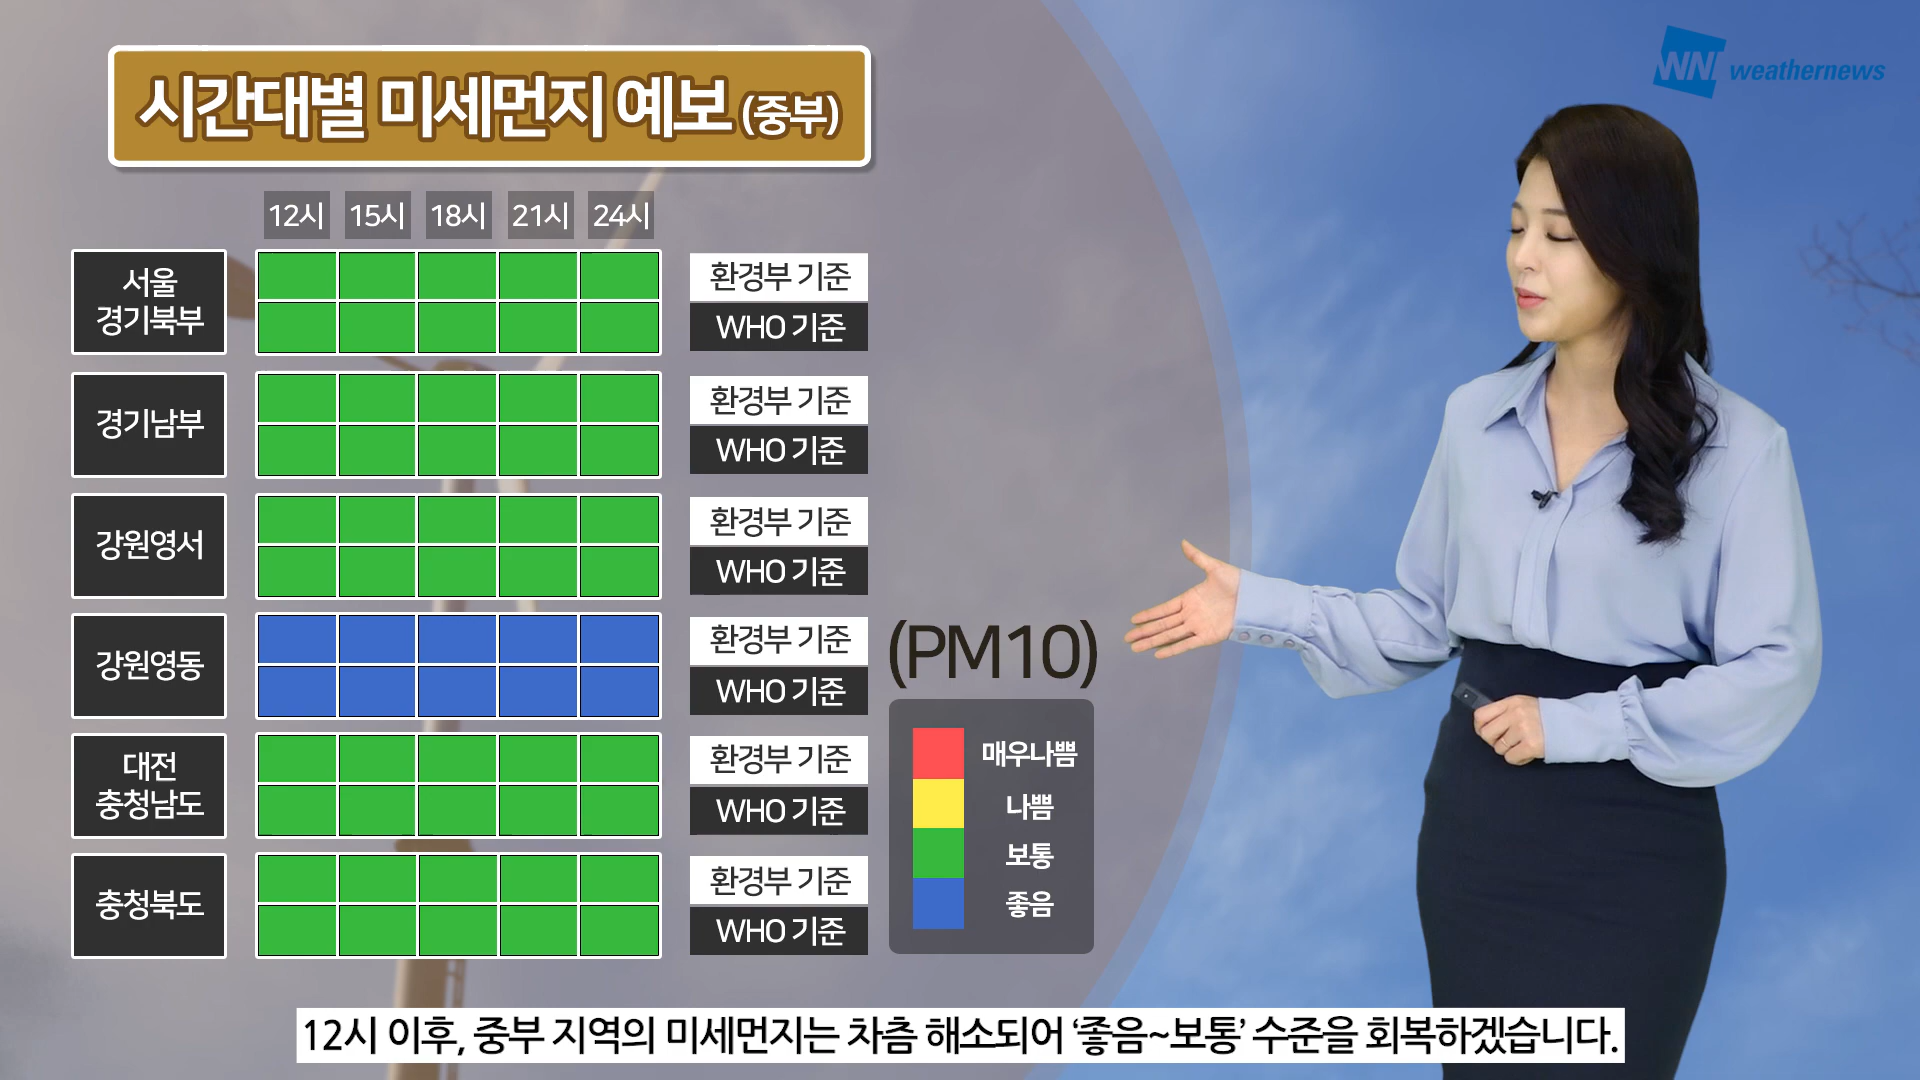 시간대별 미세먼지 예보 (중부)
WN weathernews
12시 15시 18시 21시 24시
서울
경기북부
환경부 기준
WHO 기준
경기남부
환경부 기준
WHO 기준
강원영서
환경부 기준
WHO 기준
강원영동
환경부 기준
WHO 기준
대전
충청남도
환경부 기준
WHO 기준
충청북도
환경부 기준
WHO 기준
(PM10)
매우나쁨
나쁨
보통
좋음
12시 이후, 중부 지역의 미세먼지는 차츰 해소되어 ‘좋음~보통’ 수준을 회복하겠습니다.